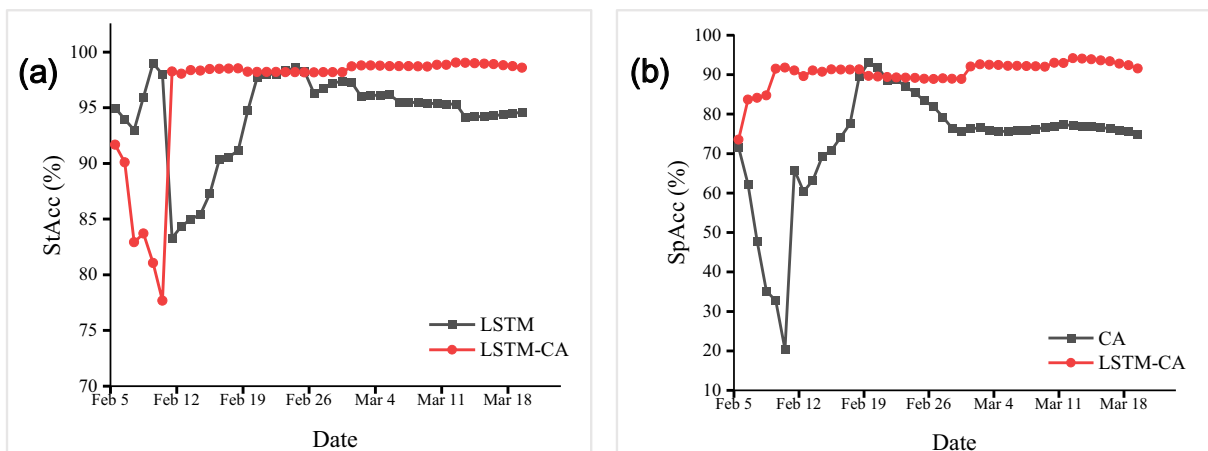 (a)
StAcc (%)
100
95
90
85
80
75
70
Feb 5 Feb 12 Feb 19 Feb 26 Mar 4 Mar 11 Mar 18
Date
LSTM
LSTM-CA
(b)
SpAcc (%)
100
90
80
70
60
50
40
30
20
10
Feb 5 Feb 12 Feb 19 Feb 26 Mar 4 Mar 11 Mar 18
Date
CA
LSTM-CA